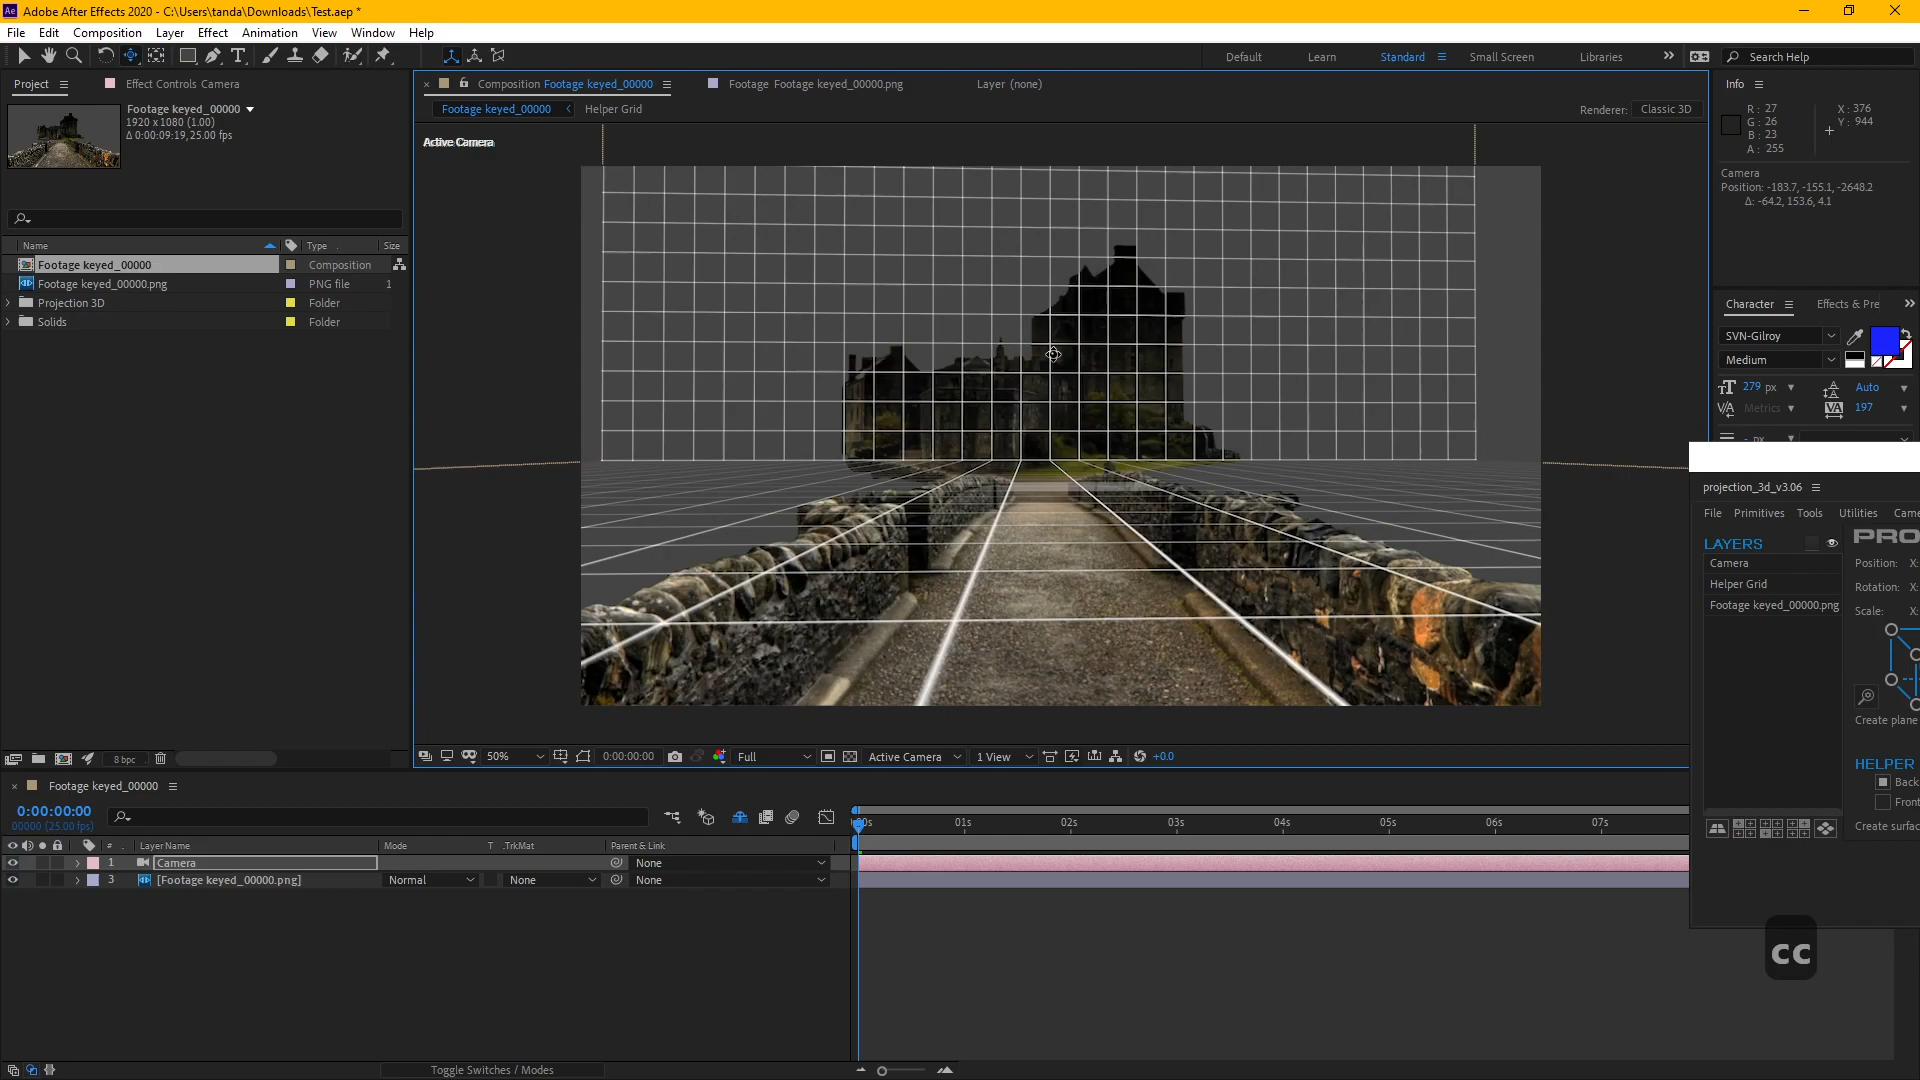 Adobe After Effects 2020 - C:\Users\tanda\Downloads\Test.aep *
File Edit Composition Layer Effect Animation View Window Help
Default Learn Standard Small Screen Libraries Search Help
Project Effect Controls Camera
Composition Footage keyed_00000 Footage Footage keyed_00000.png Layer (none)
Info
Footage keyed_00000
1920 x 1080 (1.00)
Δ 0:00:09:19, 25.00 fps
Footage keyed_00000 Helper Grid
Renderer: Classic 3D
Active Camera
R : 27
G : 26
B : 23
A : 255
X : 376
Y : 944
Camera
Position: -183.7, -155.1, -2648.2
Δ: -64.2, 153.6, 4.1
Name Type Size
Footage keyed_00000 Composition
Footage keyed_00000.png PNG file 1
Projection 3D Folder
Solids Folder
Character Effects & Pre
SVN-Gilroy
Medium
279 px Auto
Metrics 197
- px
projection_3d_v3.06
File Primitives Tools Utilities Came
LAYERS PRO
Camera
Helper Grid
Footage keyed_00000.png
Position: X:
Rotation: X:
Scale: X:
Create plane
HELPER
Back
Front
Create surfac
8 bpc
50% 0:00:00:00 Full Active Camera 1 View +0.0
Footage keyed_00000
0:00:00:00
00000 (25.00 fps)
# Layer Name Mode T .TrkMat Parent & Link
00s 01s 02s 03s 04s 05s 06s 07s
1 Camera None
3 [Footage keyed_00000.png] Normal None None
Toggle Switches / Modes
cc